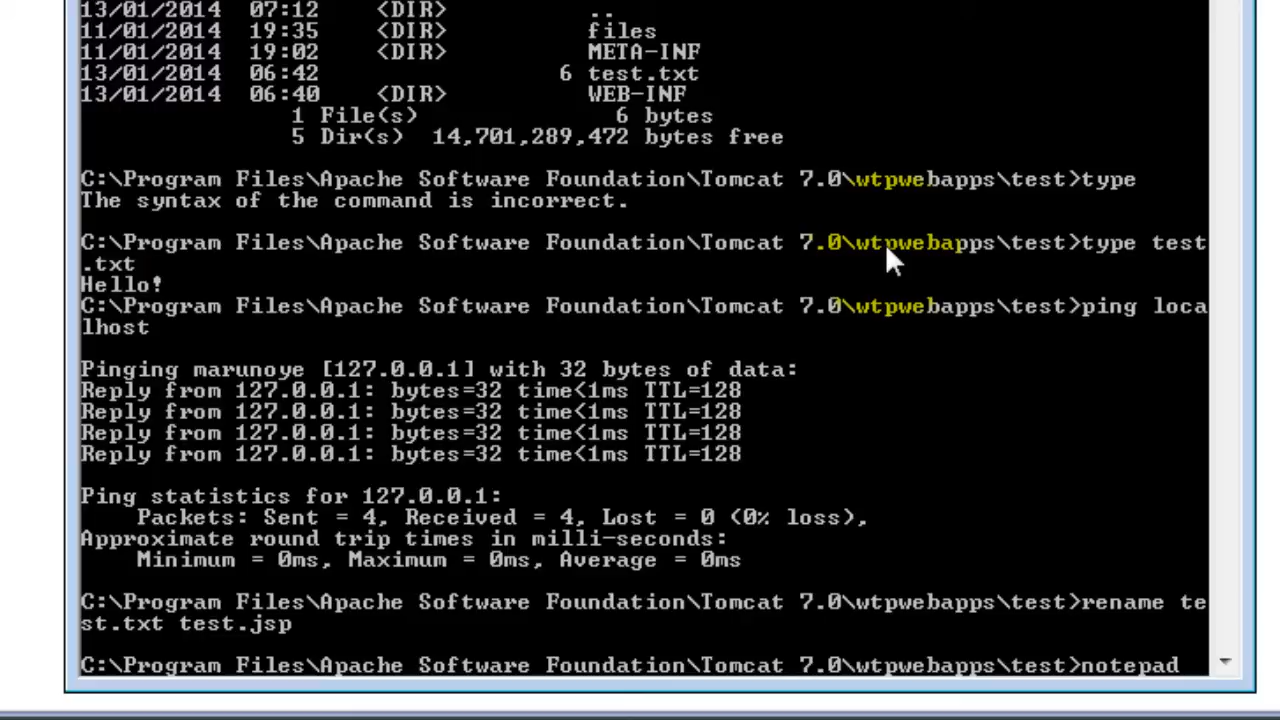 13/01/2014  07:12    <DIR>          ..
11/01/2014  19:35    <DIR>          files
11/01/2014  19:02    <DIR>          META-INF
13/01/2014  06:42                 6 test.txt
13/01/2014  06:40    <DIR>          WEB-INF
               1 File(s)              6 bytes
               5 Dir(s)  14,701,289,472 bytes free
C:\Program Files\Apache Software Foundation\Tomcat 7.0\wtpwebapps\test>type
The syntax of the command is incorrect.
C:\Program Files\Apache Software Foundation\Tomcat 7.0\wtpwebapps\test>type test
.txt
Hello!
C:\Program Files\Apache Software Foundation\Tomcat 7.0\wtpwebapps\test>ping loca
lhost
Pinging marunoye [127.0.0.1] with 32 bytes of data:
Reply from 127.0.0.1: bytes=32 time<1ms TTL=128
Reply from 127.0.0.1: bytes=32 time<1ms TTL=128
Reply from 127.0.0.1: bytes=32 time<1ms TTL=128
Reply from 127.0.0.1: bytes=32 time<1ms TTL=128
Ping statistics for 127.0.0.1:
    Packets: Sent = 4, Received = 4, Lost = 0 (0% loss),
Approximate round trip times in milli-seconds:
    Minimum = 0ms, Maximum = 0ms, Average = 0ms
C:\Program Files\Apache Software Foundation\Tomcat 7.0\wtpwebapps\test>rename te
st.txt test.jsp
C:\Program Files\Apache Software Foundation\Tomcat 7.0\wtpwebapps\test>notepad